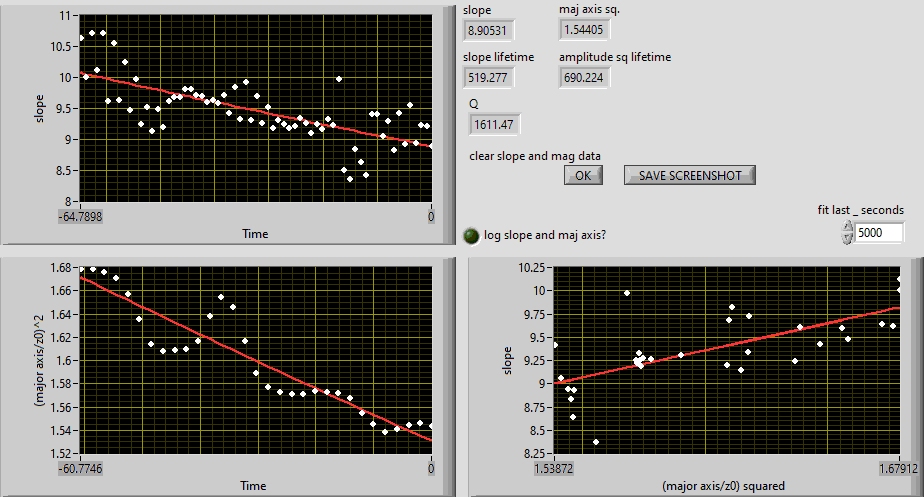 slope
maj axis sq.
8.90531
1.54405
slope lifetime
amplitude sq lifetime
519.277
690.224
Q
1611.47
clear slope and mag data
OK
SAVE SCREENSHOT
log slope and maj axis?
fit last _ seconds
5000
11
10.5
10
9.5
9
8.5
8
slope
-64.7898
0
Time
1.68
1.66
1.64
1.62
1.6
1.58
1.56
1.54
1.52
(major axis/z0)^2
-60.7746
0
Time
10.25
10
9.75
9.5
9.25
9
8.75
8.5
8.25
slope
1.53872
1.67912
(major axis/z0) squared